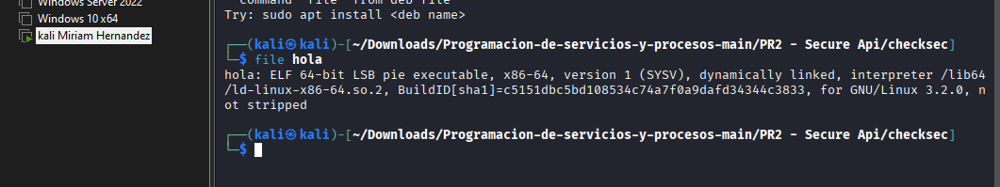 Windows Server 2022
Windows 10 x64
kali Miriam Hernandez
Command 'file' from deb file
Try: sudo apt install <deb name>
┌──(kali㉿kali)-[~/Downloads/Programacion-de-servicios-y-procesos-main/PR2 - Secure Api/checksec]
└─$ file hola
hola: ELF 64-bit LSB pie executable, x86-64, version 1 (SYSV), dynamically linked, interpreter /lib64
/ld-linux-x86-64.so.2, BuildID[sha1]=c5151dbc5bd108534c74a7f0a9dafd34344c3833, for GNU/Linux 3.2.0, n
ot stripped
┌──(kali㉿kali)-[~/Downloads/Programacion-de-servicios-y-procesos-main/PR2 - Secure Api/checksec]
└─$